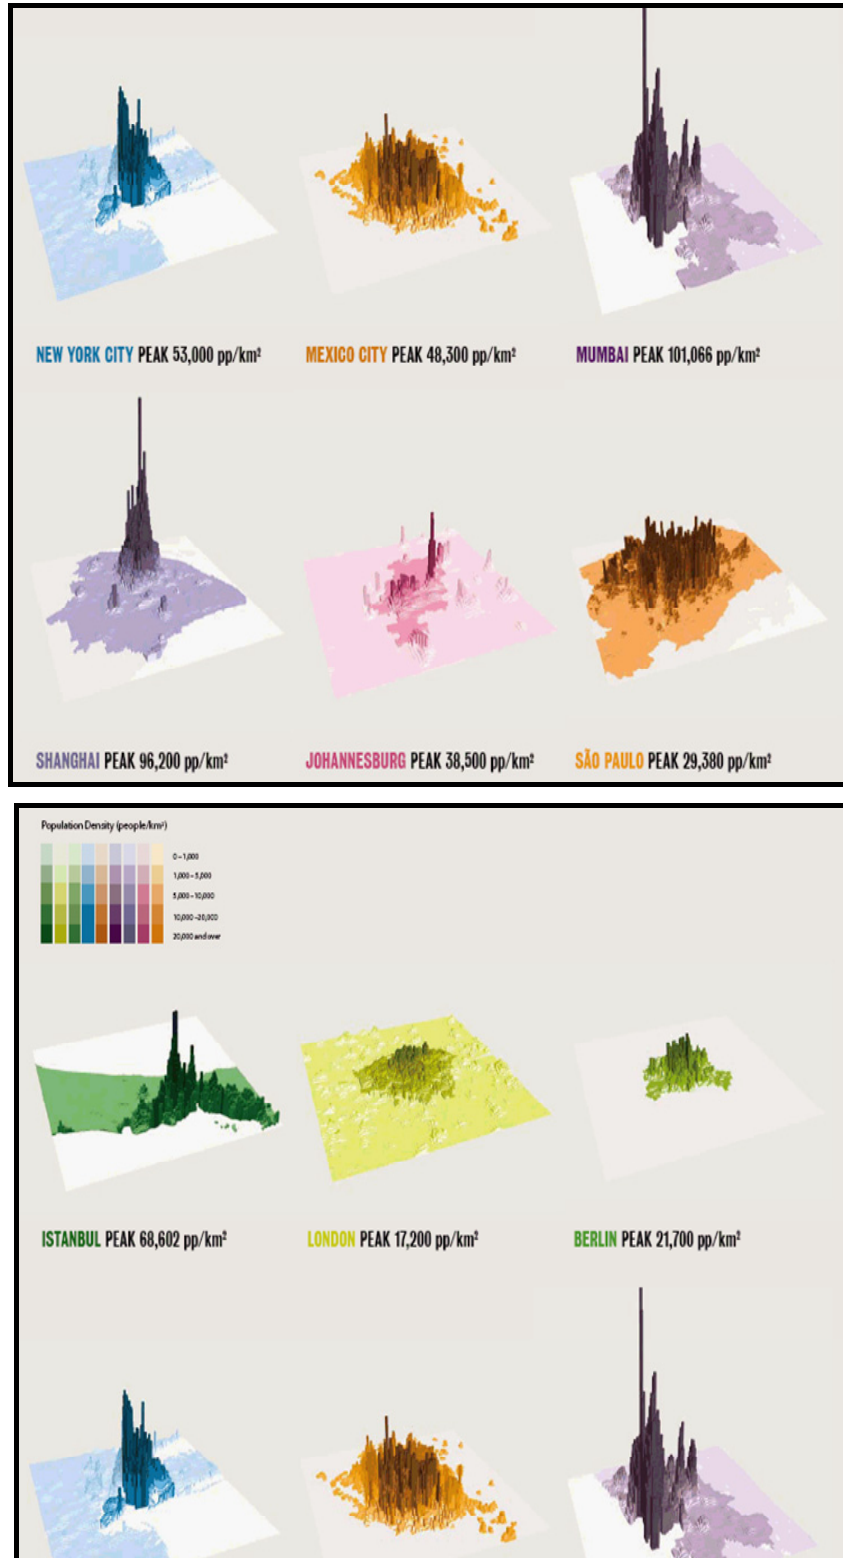 NEW YORK CITY PEAK 53,000 pp/km²
MEXICO CITY PEAK 48,300 pp/km²
MUMBAI PEAK 101,066 pp/km²
SHANGHAI PEAK 96,200 pp/km²
JOHANNESBURG PEAK 38,500 pp/km²
SÃO PAULO PEAK 29,380 pp/km²
Population Density (people/km²)
0–1,000
1,000–5,000
5,000–10,000
10,000–20,000
20,000 and over
ISTANBUL PEAK 68,602 pp/km²
LONDON PEAK 17,200 pp/km²
BERLIN PEAK 21,700 pp/km²